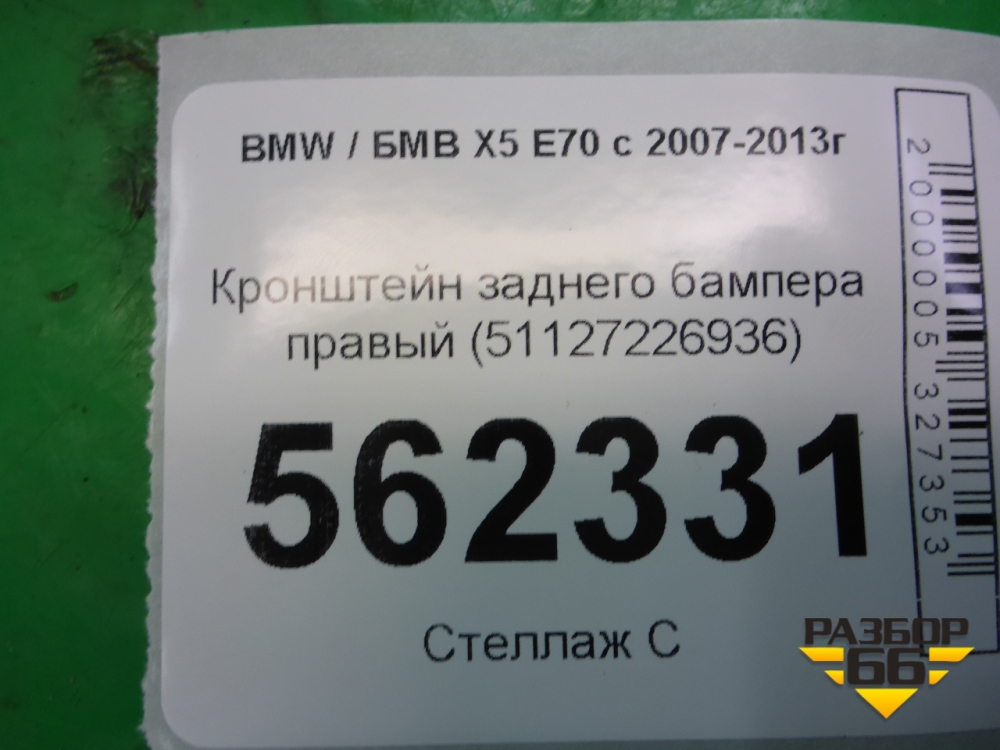 BMW / БМВ X5 E70 с 2007-2013г
Кронштейн заднего бампера
правый (51127226936)
562331
Стеллаж С
2000005327353
РАЗБОР
66